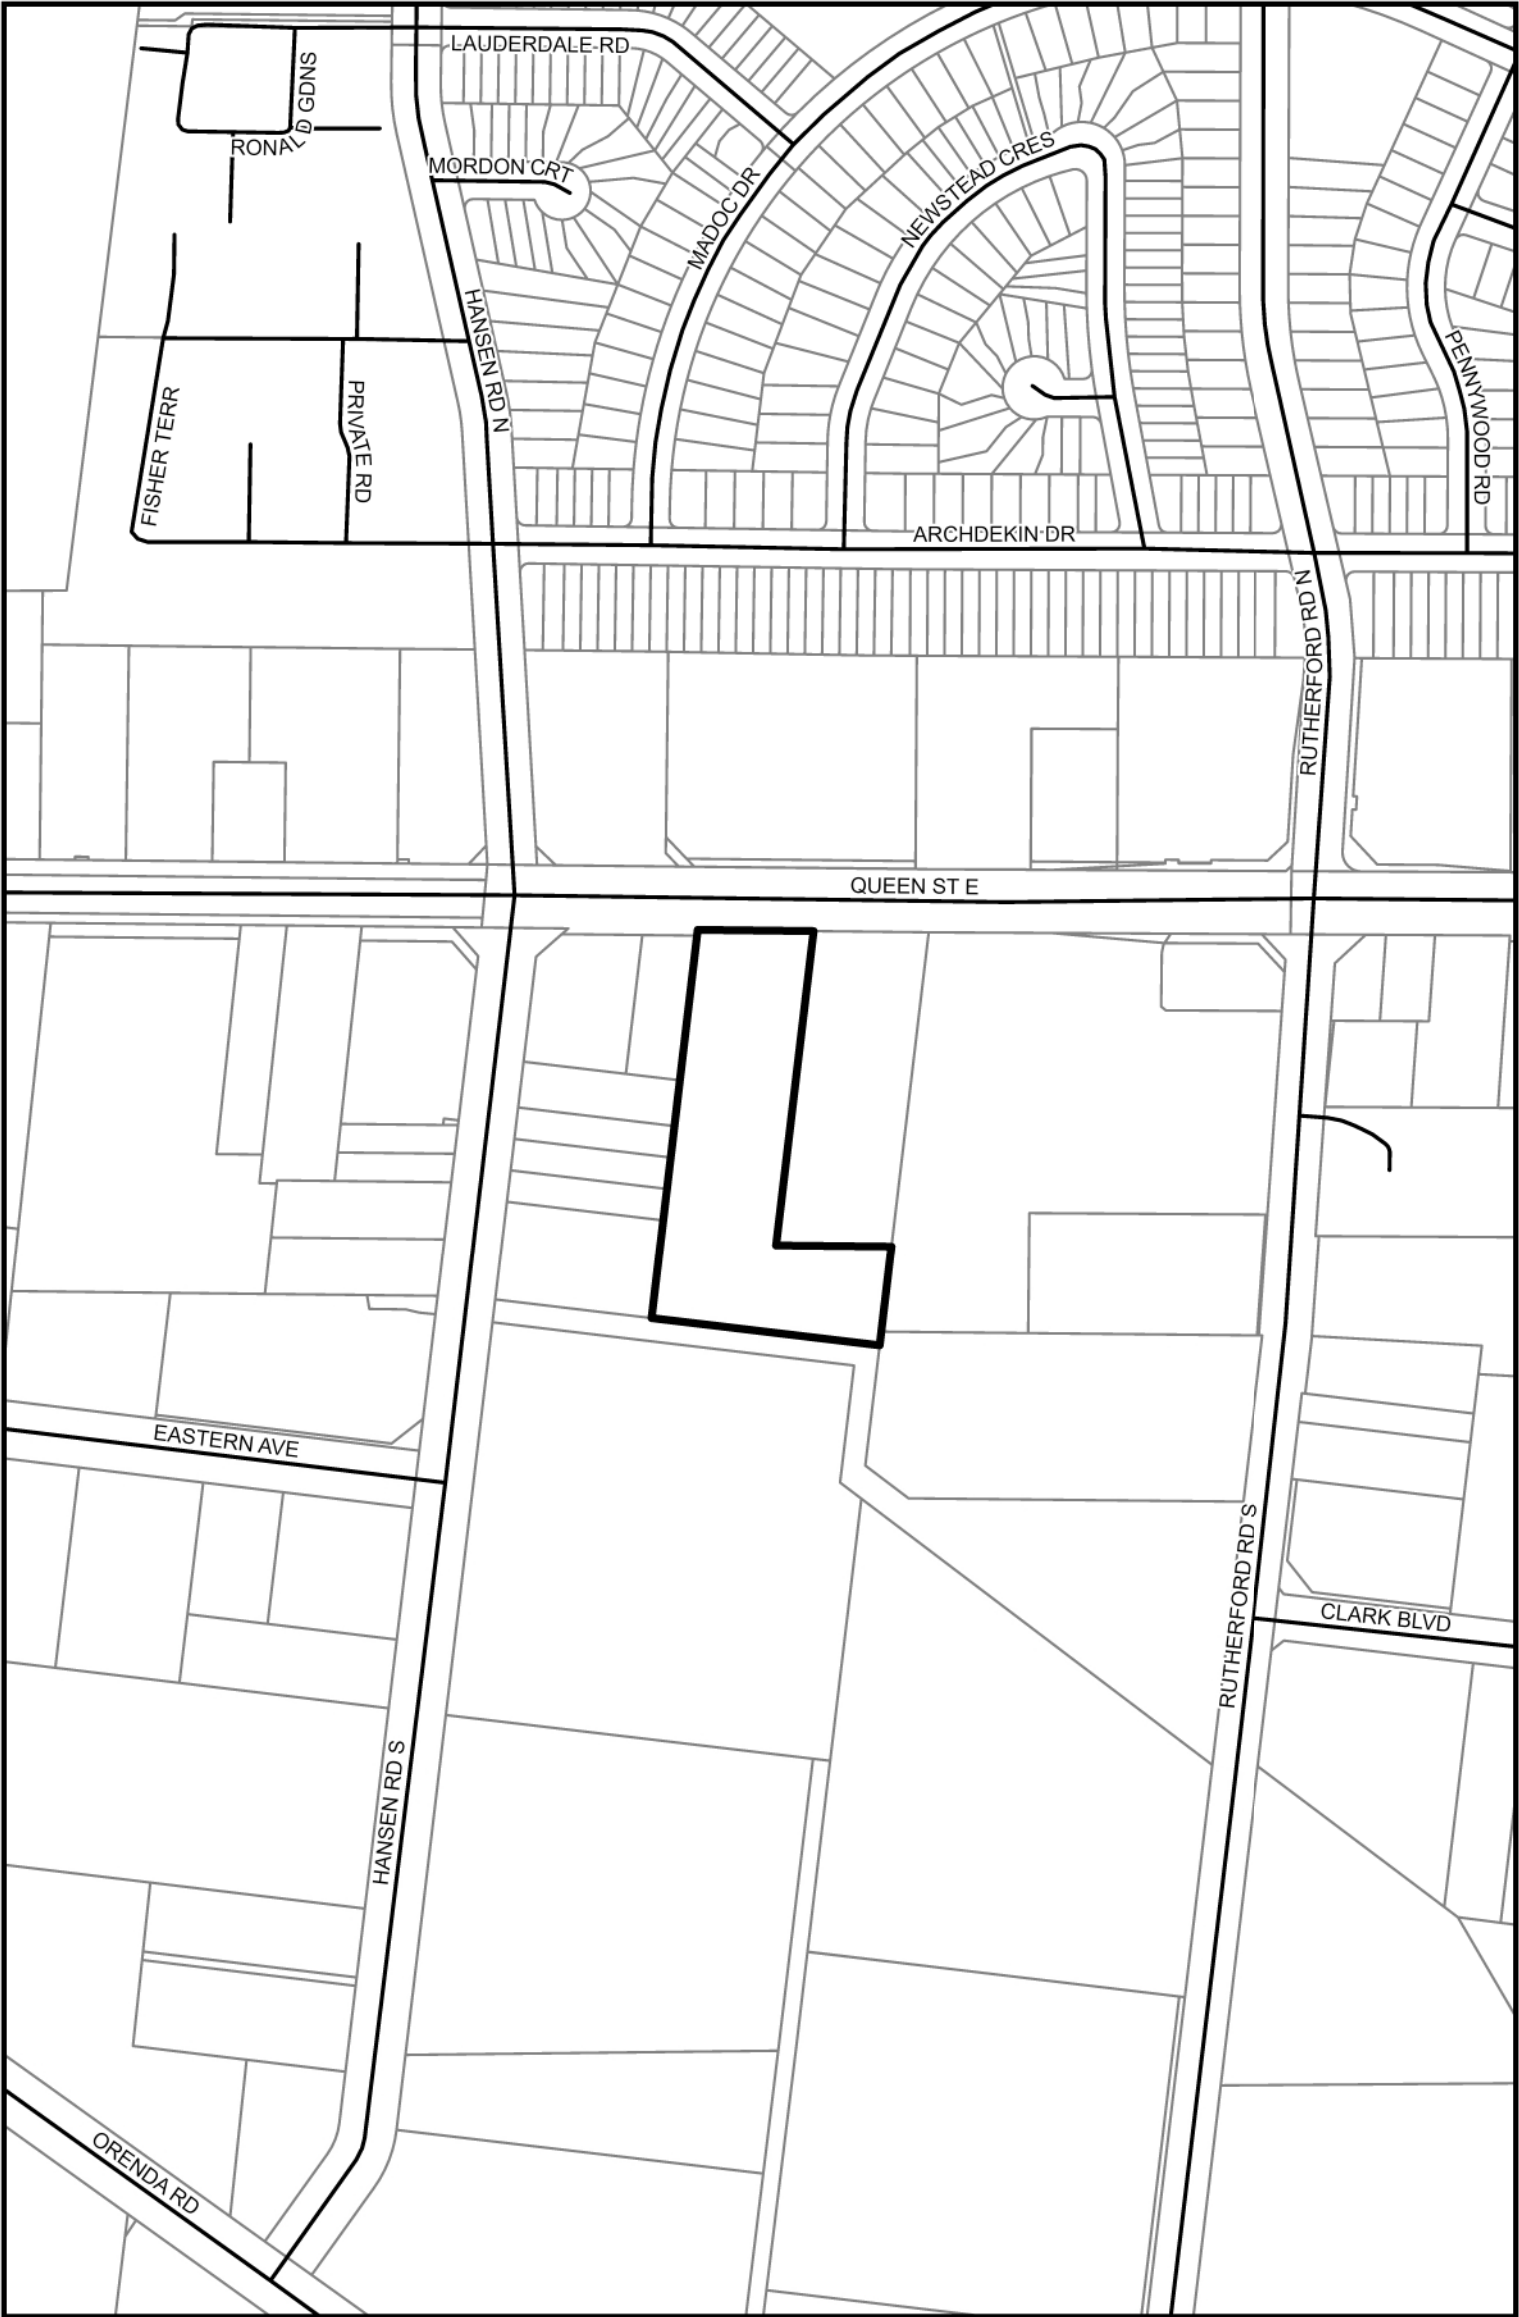 LAUDERDALE RD
RONALD GDNS
MORDON CRT
MADOC DR
NEWSTEAD CRES
HANSEN RD N
PENNYWOOD RD
FISHER TERR
PRIVATE RD
ARCHDEKIN DR
RUTHERFORD RD N
QUEEN ST E
EASTERN AVE
RUTHERFORD RD S
CLARK BLVD
HANSEN RD S
ORENDA RD